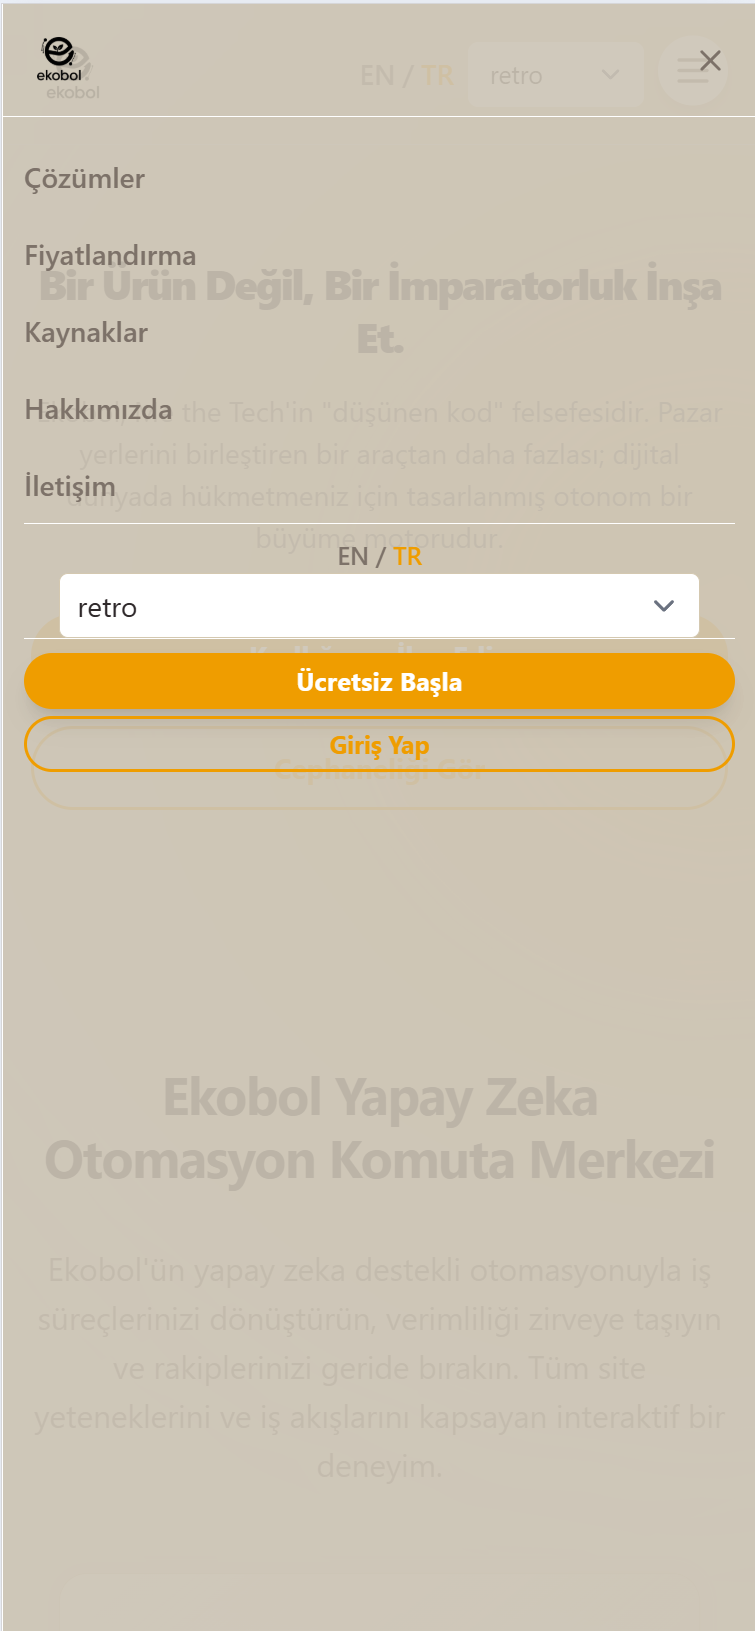 ekobol
ekobol
EN / TR
retro
Çözümler
Fiyatlandırma
Bir Ürün Değil, Bir İmparatorluk İnşa
Et.
Kaynaklar
Hakkımızda
the Tech'in "düşünen kod" felsefesidir. Pazar
yerlerini birleştiren bir araçtan daha fazlası; dijital
İletişim
dünyada hükmetmeniz için tasarlanmış otonom bir
büyüme motorudur.
EN / TR
retro
Ücretsiz Başla
Giriş Yap
Cephaneliği Gör
Ekobol Yapay Zeka
Otomasyon Komuta Merkezi
Ekobol'ün yapay zeka destekli otomasyonuyla iş
süreçlerinizi dönüştürün, verimliliği zirveye taşıyın
ve rakiplerinizi geride bırakın. Tüm site
yeteneklerini ve iş akışlarını kapsayan interaktif bir
deneyim.